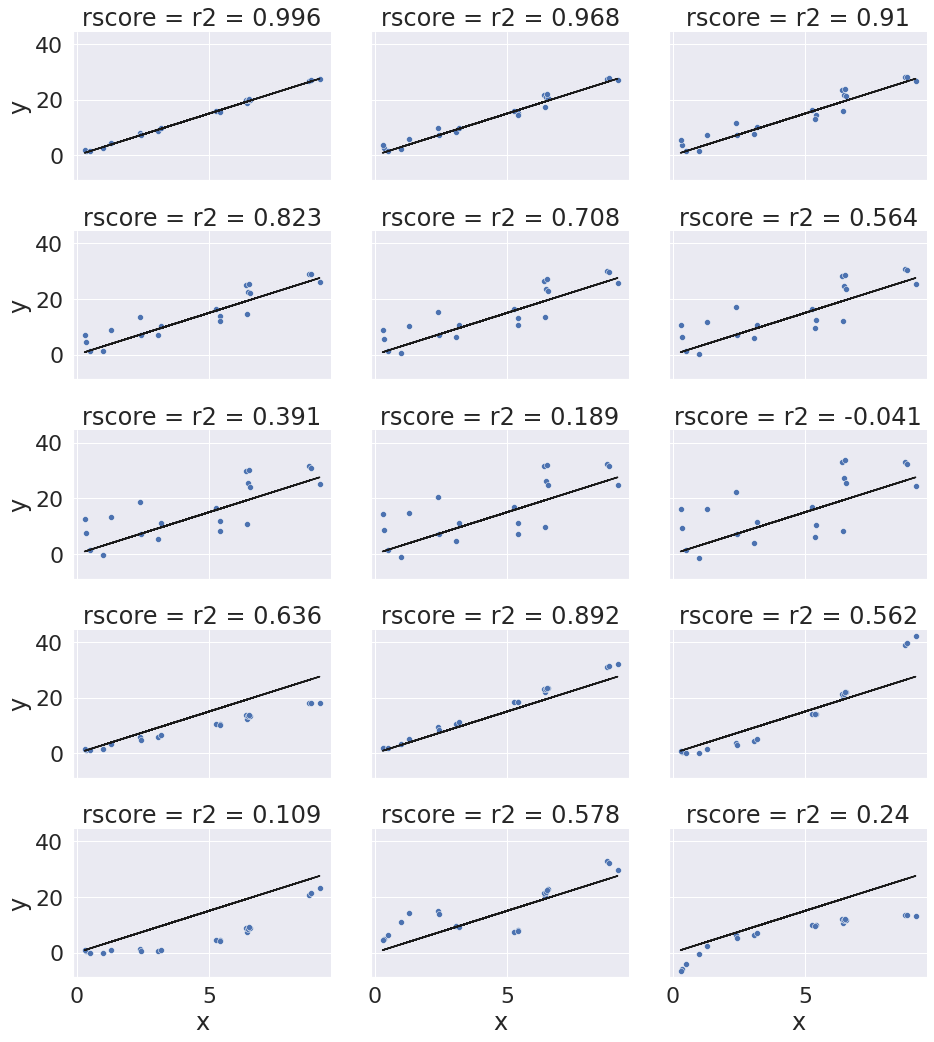 rscore = r2 = 0.996 rscore = r2 = 0.968 rscore = r2 = 0.91
40
20
0
y
rscore = r2 = 0.823 rscore = r2 = 0.708 rscore = r2 = 0.564
40
20
0
y
rscore = r2 = 0.391 rscore = r2 = 0.189 rscore = r2 = -0.041
40
20
0
y
rscore = r2 = 0.636 rscore = r2 = 0.892 rscore = r2 = 0.562
40
20
0
y
rscore = r2 = 0.109 rscore = r2 = 0.578 rscore = r2 = 0.24
40
20
0
y
0 5 0 5 0 5
x x x